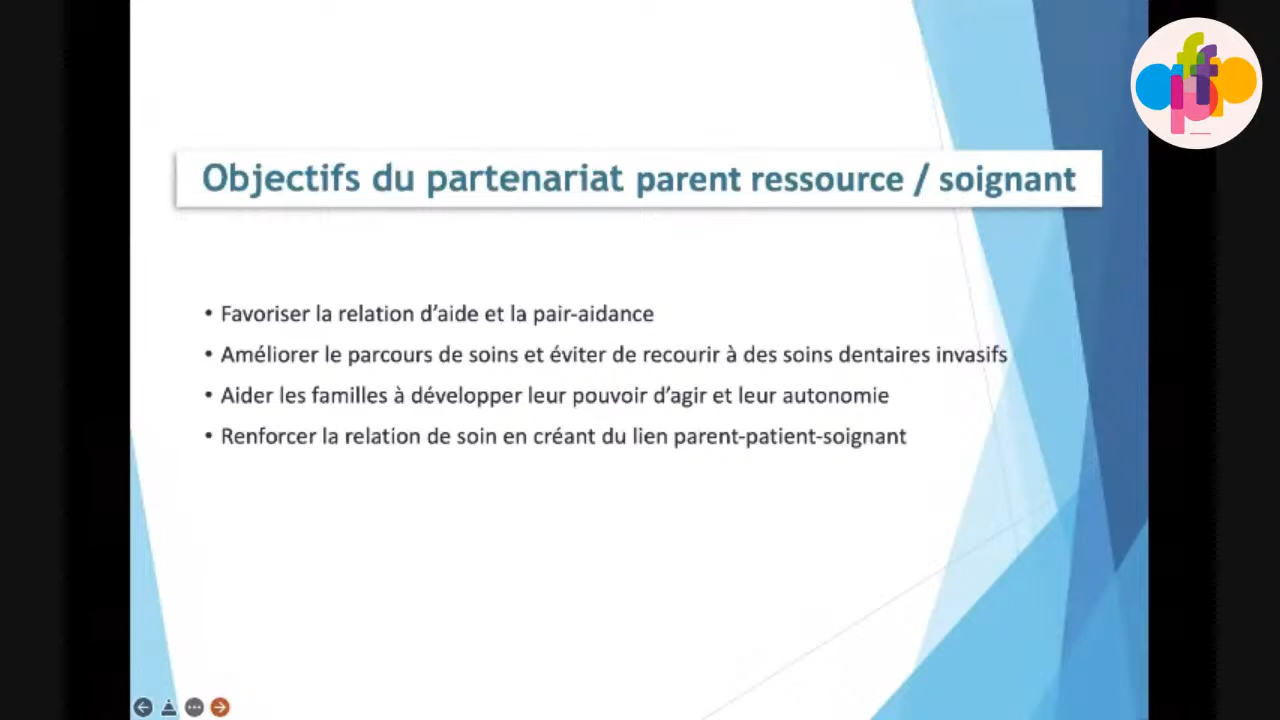 Objectifs du partenariat parent ressource / soignant
• Favoriser la relation d’aide et la pair-aidance
• Améliorer le parcours de soins et éviter de recourir à des soins dentaires invasifs
• Aider les familles à développer leur pouvoir d’agir et leur autonomie
• Renforcer la relation de soin en créant du lien parent-patient-soignant